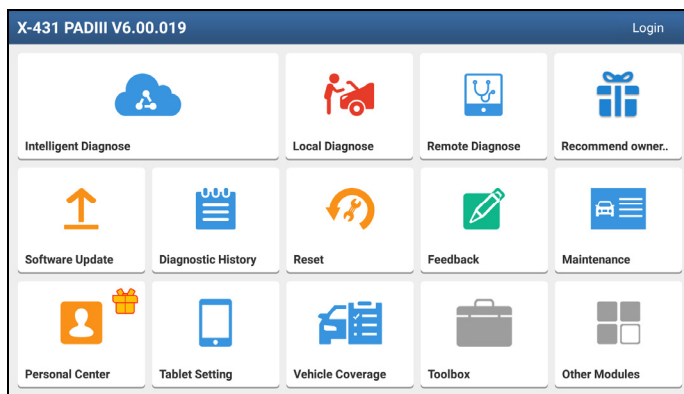 X-431 PADIII V6.00.019 Login
Intelligent Diagnose Local Diagnose Remote Diagnose Recommend owner..
Software Update Diagnostic History Reset Feedback Maintenance
Personal Center Tablet Setting Vehicle Coverage Toolbox Other Modules